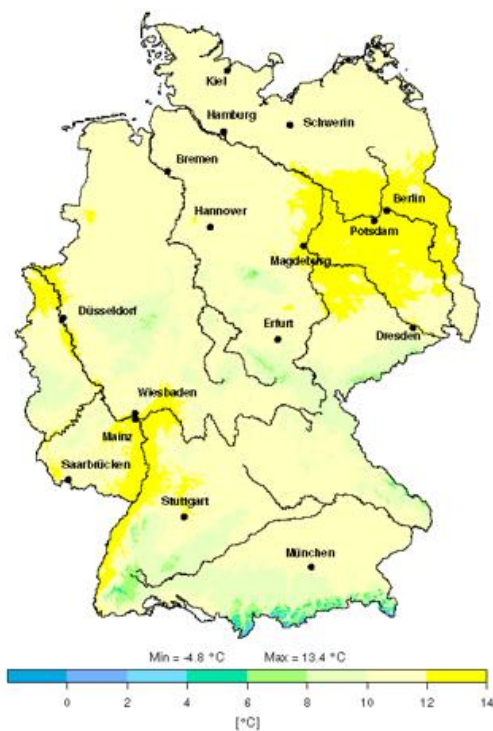 Kiel
Hamburg
Schwerin
Bremen
Berlin
Hannover
Potsdam
Magdeburg
Düsseldorf
Erfurt
Dresden
Wiesbaden
Mainz
Saarbrücken
Stuttgart
München
Min = -4.8 °C Max = 13.4 °C
0 2 4 6 8 10 12 14
[°C]